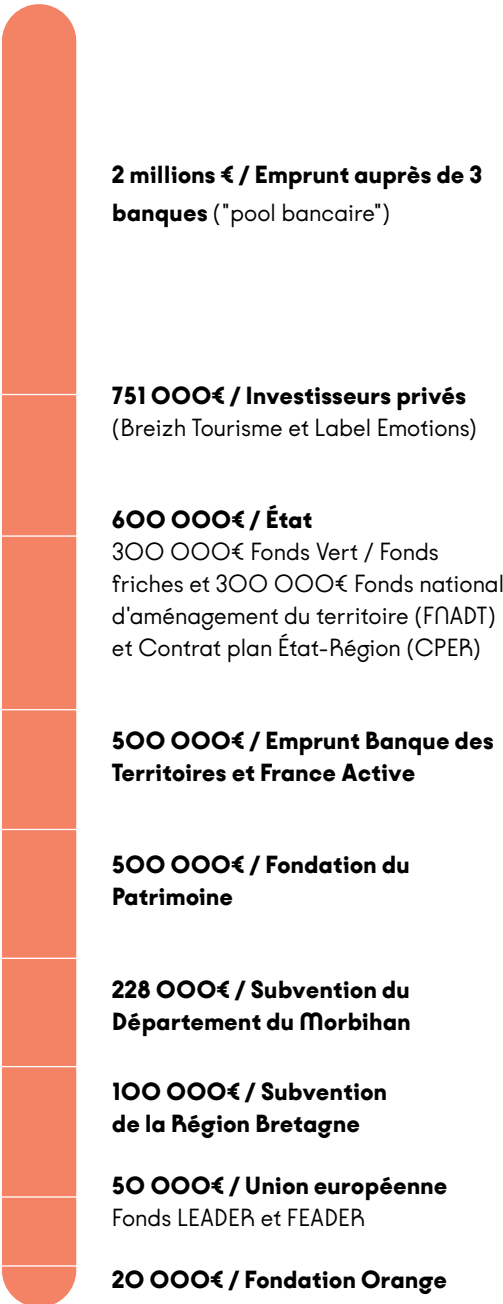 2 millions € / Emprunt auprès de 3
banques ("pool bancaire")
751 000€ / Investisseurs privés
(Breizh Tourisme et Label Emotions)
600 000€ / État
300 000€ Fonds Vert / Fonds
friches et 300 000€ Fonds national
d'aménagement du territoire (FNADT)
et Contrat plan État-Région (CPER)
500 000€ / Emprunt Banque des
Territoires et France Active
500 000€ / Fondation du
Patrimoine
228 000€ / Subvention du
Département du Morbihan
100 000€ / Subvention
de la Région Bretagne
50 000€ / Union européenne
Fonds LEADER et FEADER
20 000€ / Fondation Orange